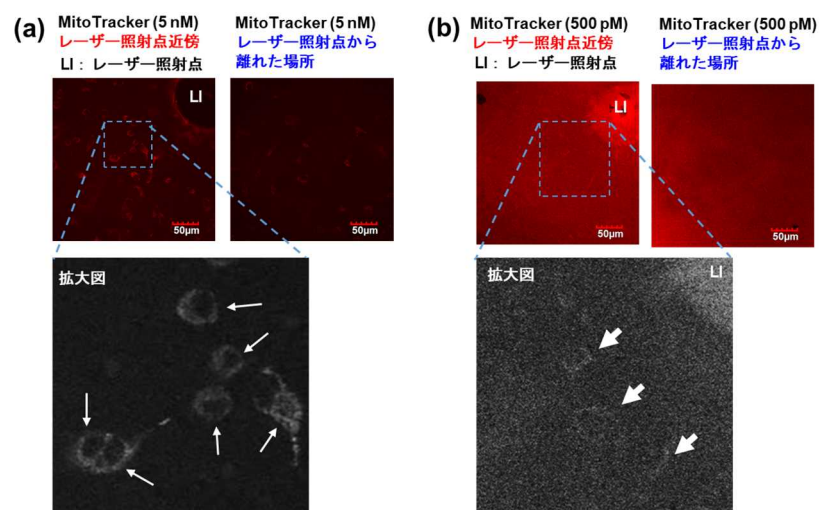 (a)
MitoTracker (5 nM)
レーザー照射点近傍
LI： レーザー照射点
MitoTracker (5 nM)
レーザー照射点から
離れた場所
LI
50μm
50μm
拡大図
(b)
MitoTracker (500 pM)
レーザー照射点近傍
LI： レーザー照射点
MitoTracker (500 pM)
レーザー照射点から
離れた場所
LI
50μm
50μm
拡大図
LI